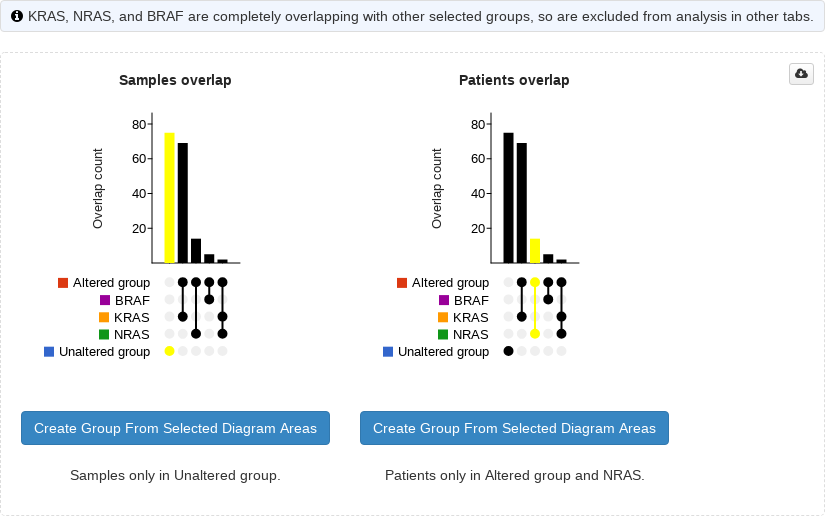 KRAS, NRAS, and BRAF are completely overlapping with other selected groups, so are excluded from analysis in other tabs.
Samples overlap
80
60
40
20
Overlap count
Altered group
BRAF
KRAS
NRAS
Unaltered group
Create Group From Selected Diagram Areas
Samples only in Unaltered group.
Patients overlap
80
60
40
20
Overlap count
Altered group
BRAF
KRAS
NRAS
Unaltered group
Create Group From Selected Diagram Areas
Patients only in Altered group and NRAS.